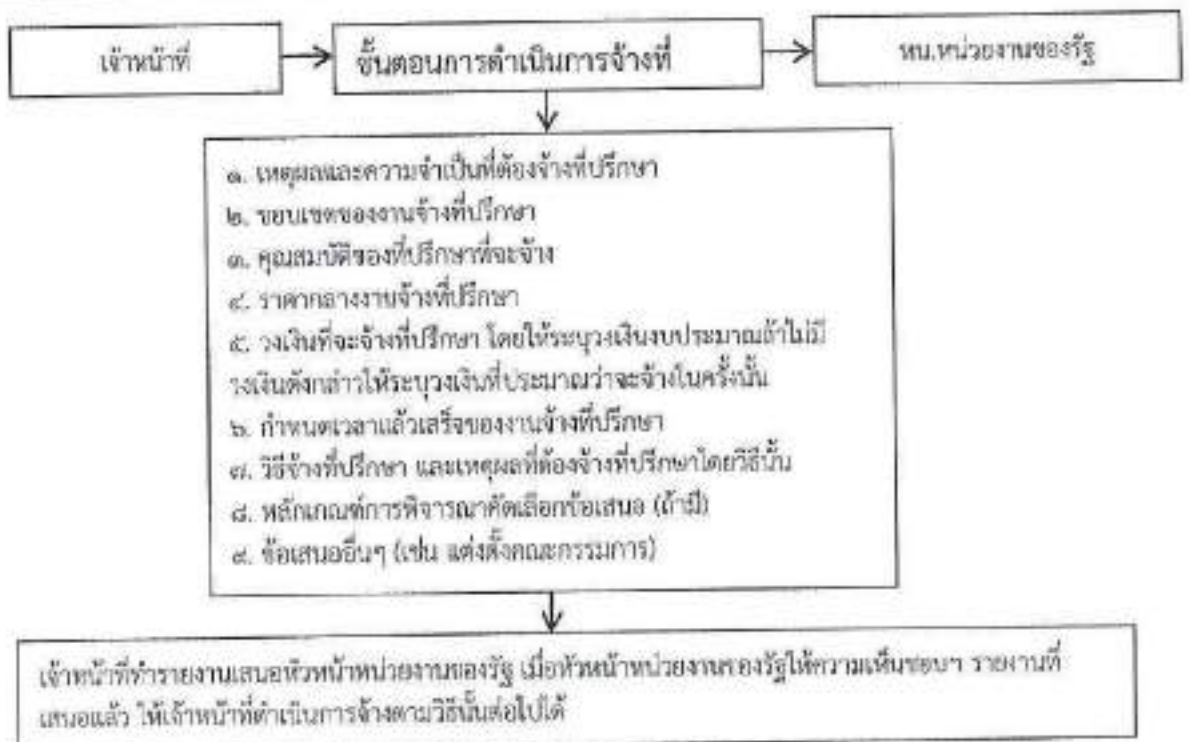 เจ้าหน้าที่
ขั้นตอนการดำเนินการจ้างที่
หน.หน่วยงานของรัฐ
๑. เหตุผลและความจำเป็นที่ต้องจ้างที่ปรึกษา
๒. ขอบเขตของงานจ้างที่ปรึกษา
๓. คุณสมบัติของที่ปรึกษาที่จะจ้าง
๔. ราคากลางงานจ้างที่ปรึกษา
๕. วงเงินที่จะจ้างที่ปรึกษา โดยให้ระบุวงเงินงบประมาณถ้าไม่มี
วงเงินดังกล่าวให้ระบุวงเงินที่ประมาณว่าจะจ้างในครั้งนั้น
๖. กำหนดเวลาแล้วเสร็จของงานจ้างที่ปรึกษา
๗. วิธีจ้างที่ปรึกษา และเหตุผลที่ต้องจ้างที่ปรึกษาโดยวิธีนั้น
๘. หลักเกณฑ์การพิจารณาคัดเลือกข้อเสนอ (ถ้ามี)
๙. ข้อเสนออื่นๆ (เช่น แต่งตั้งคณะกรรมการ)
เจ้าหน้าที่ทำรายงานเสนอหัวหน้าหน่วยงานของรัฐ เมื่อหัวหน้าหน่วยงานของรัฐให้ความเห็นชอบฯ รายงานที่
เสนอแล้ว ให้เจ้าหน้าที่ดำเนินการจ้างตามวิธีนั้นต่อไปได้